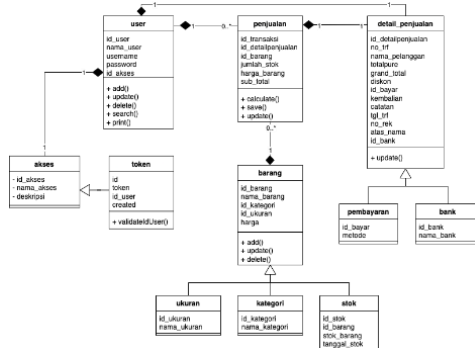 user
id_user
nama_user
username
password
id_akses
+ add()
+ update()
+ delete()
+ search()
+ print()
1
0..*
penjualan
id_transaksi
id_detailpenjualan
id_barang
jumlah_stok
harga_barang
sub_total
+ calculate()
+ save()
+ update()
1
1
1
1
detail_penjualan
id_detailpenjualan
no_trf
nama_pelanggan
totalpure
grand_total
diskon
id_bayar
kembalian
catatan
tgl_trf
no_rek
atas_nama
id_bank
+ update()
1
akses
- id_akses
- nama_akses
- deskripsi
token
id
token
id_user
created
+ validateIdUser()
0..*
1
barang
id_barang
nama_barang
id_kategori
id_ukuran
harga
+ add()
+ update()
+ delete()
pembayaran
id_bayar
metode
bank
id_bank
nama_bank
ukuran
id_ukuran
nama_ukuran
kategori
id_kategori
nama_kategori
stok
id_stok
id_barang
stok_barang
tanggal_stok